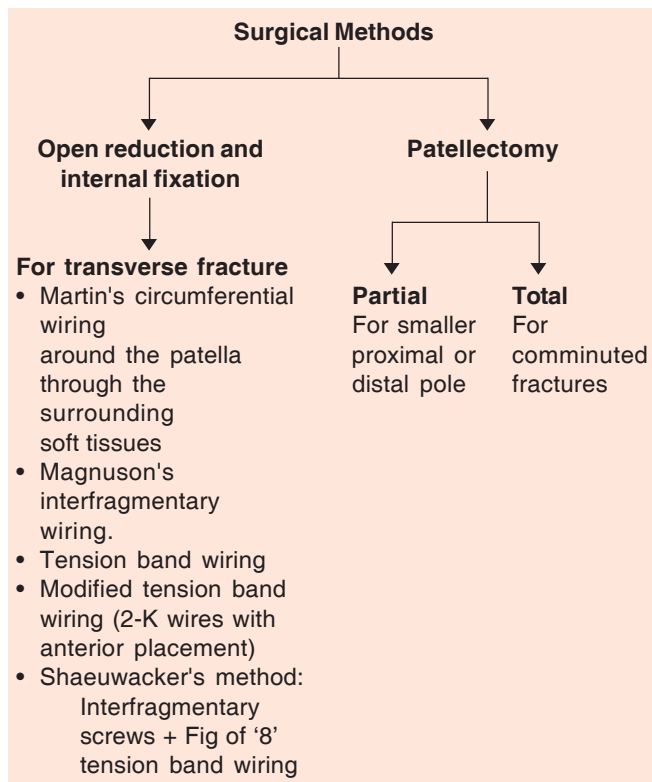 Surgical Methods
Open reduction and
internal fixation
Patellectomy
For transverse fracture
• Martin's circumferential
wiring
around the patella
through the
surrounding
soft tissues
• Magnuson's
interfragmentary
wiring.
• Tension band wiring
• Modified tension band
wiring (2-K wires with
anterior placement)
• Shaeuwacker's method:
Interfragmentary
screws + Fig of ‘8’
tension band wiring
Partial
For smaller
proximal or
distal pole
Total
For
comminuted
fractures